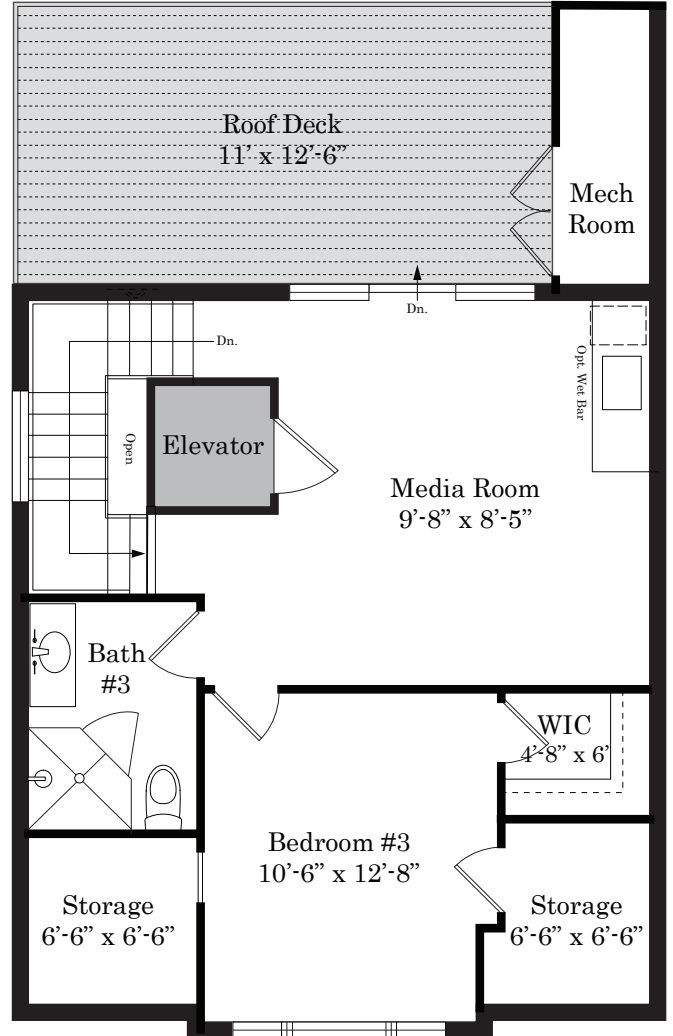 Roof Deck
11’ x 12’-6”
Mech
Room
Dn.
Dn.
Opt. Wet Bar
Open
Elevator
Media Room
9’-8” x 8’-5”
Bath
#3
WIC
4’-8” x 6’
Bedroom #3
10’-6” x 12’-8”
Storage
6’-6” x 6’-6”
Storage
6’-6” x 6’-6”